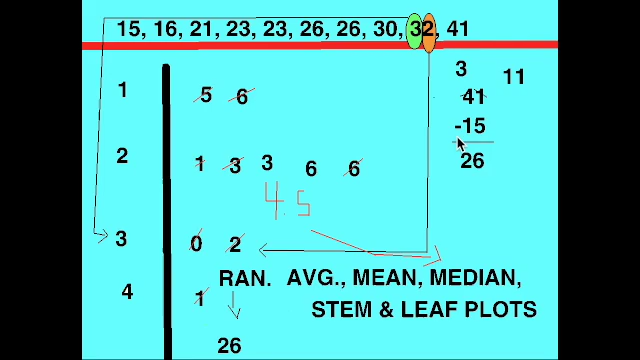 15, 16, 21, 23, 23, 26, 26, 30, 32, 41
3 11
41
1 5 6
-15
2 1 3 3 6 6
26
4.5
3 0 2
RAN. AVG., MEAN, MEDIAN,
4 1
STEM & LEAF PLOTS
26